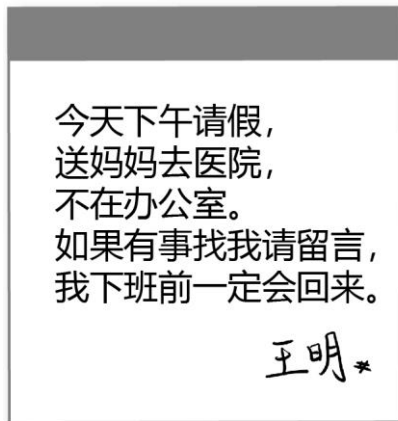 今天下午请假，
送妈妈去医院，
不在办公室。
如果有事找我请留言，
我下班前一定会回来。
王明